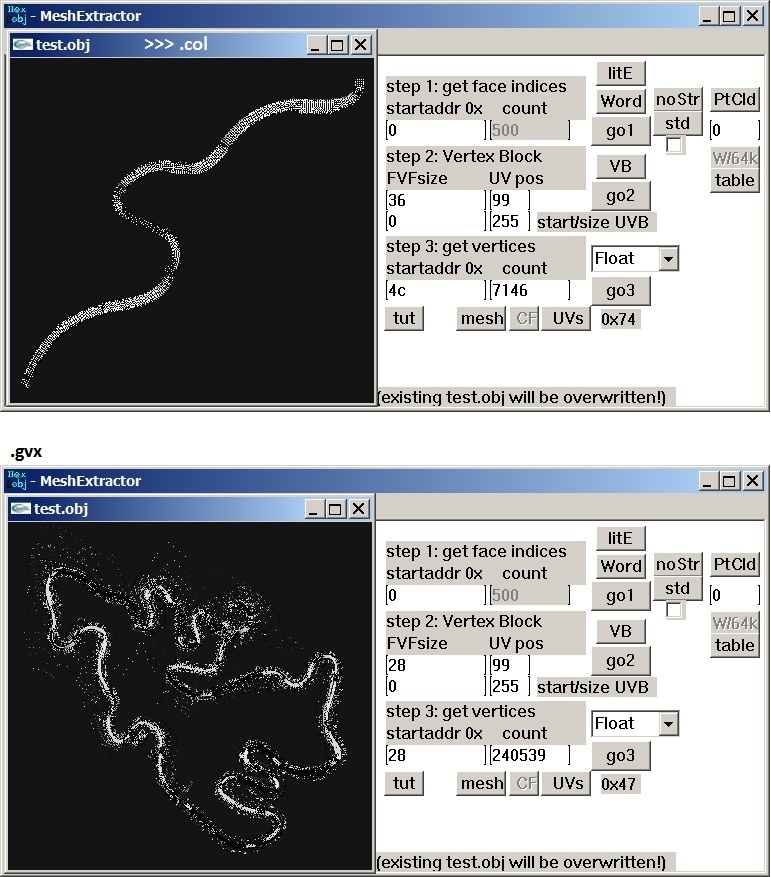 Hex
obj - MeshExtractor
test.obj >>> .col
litE
step 1: get face indices
startaddr 0x count
Word
noStr
PtCld
0
500
go1
std
0
step 2: Vertex Block
VB
W/64k
FVFsize UV pos
table
36
99
go2
0
255
start/size UVB
step 3: get vertices
startaddr 0x count
Float
4c
7146
go3
tut
mesh
CF
UVs
0x74
(existing test.obj will be overwritten!)
.gvx
Hex
obj - MeshExtractor
test.obj
litE
step 1: get face indices
startaddr 0x count
Word
noStr
PtCld
0
500
go1
std
0
step 2: Vertex Block
VB
W/64k
FVFsize UV pos
table
28
99
go2
0
255
start/size UVB
step 3: get vertices
startaddr 0x count
Float
28
240539
go3
tut
mesh
CF
UVs
0x47
(existing test.obj will be overwritten!)